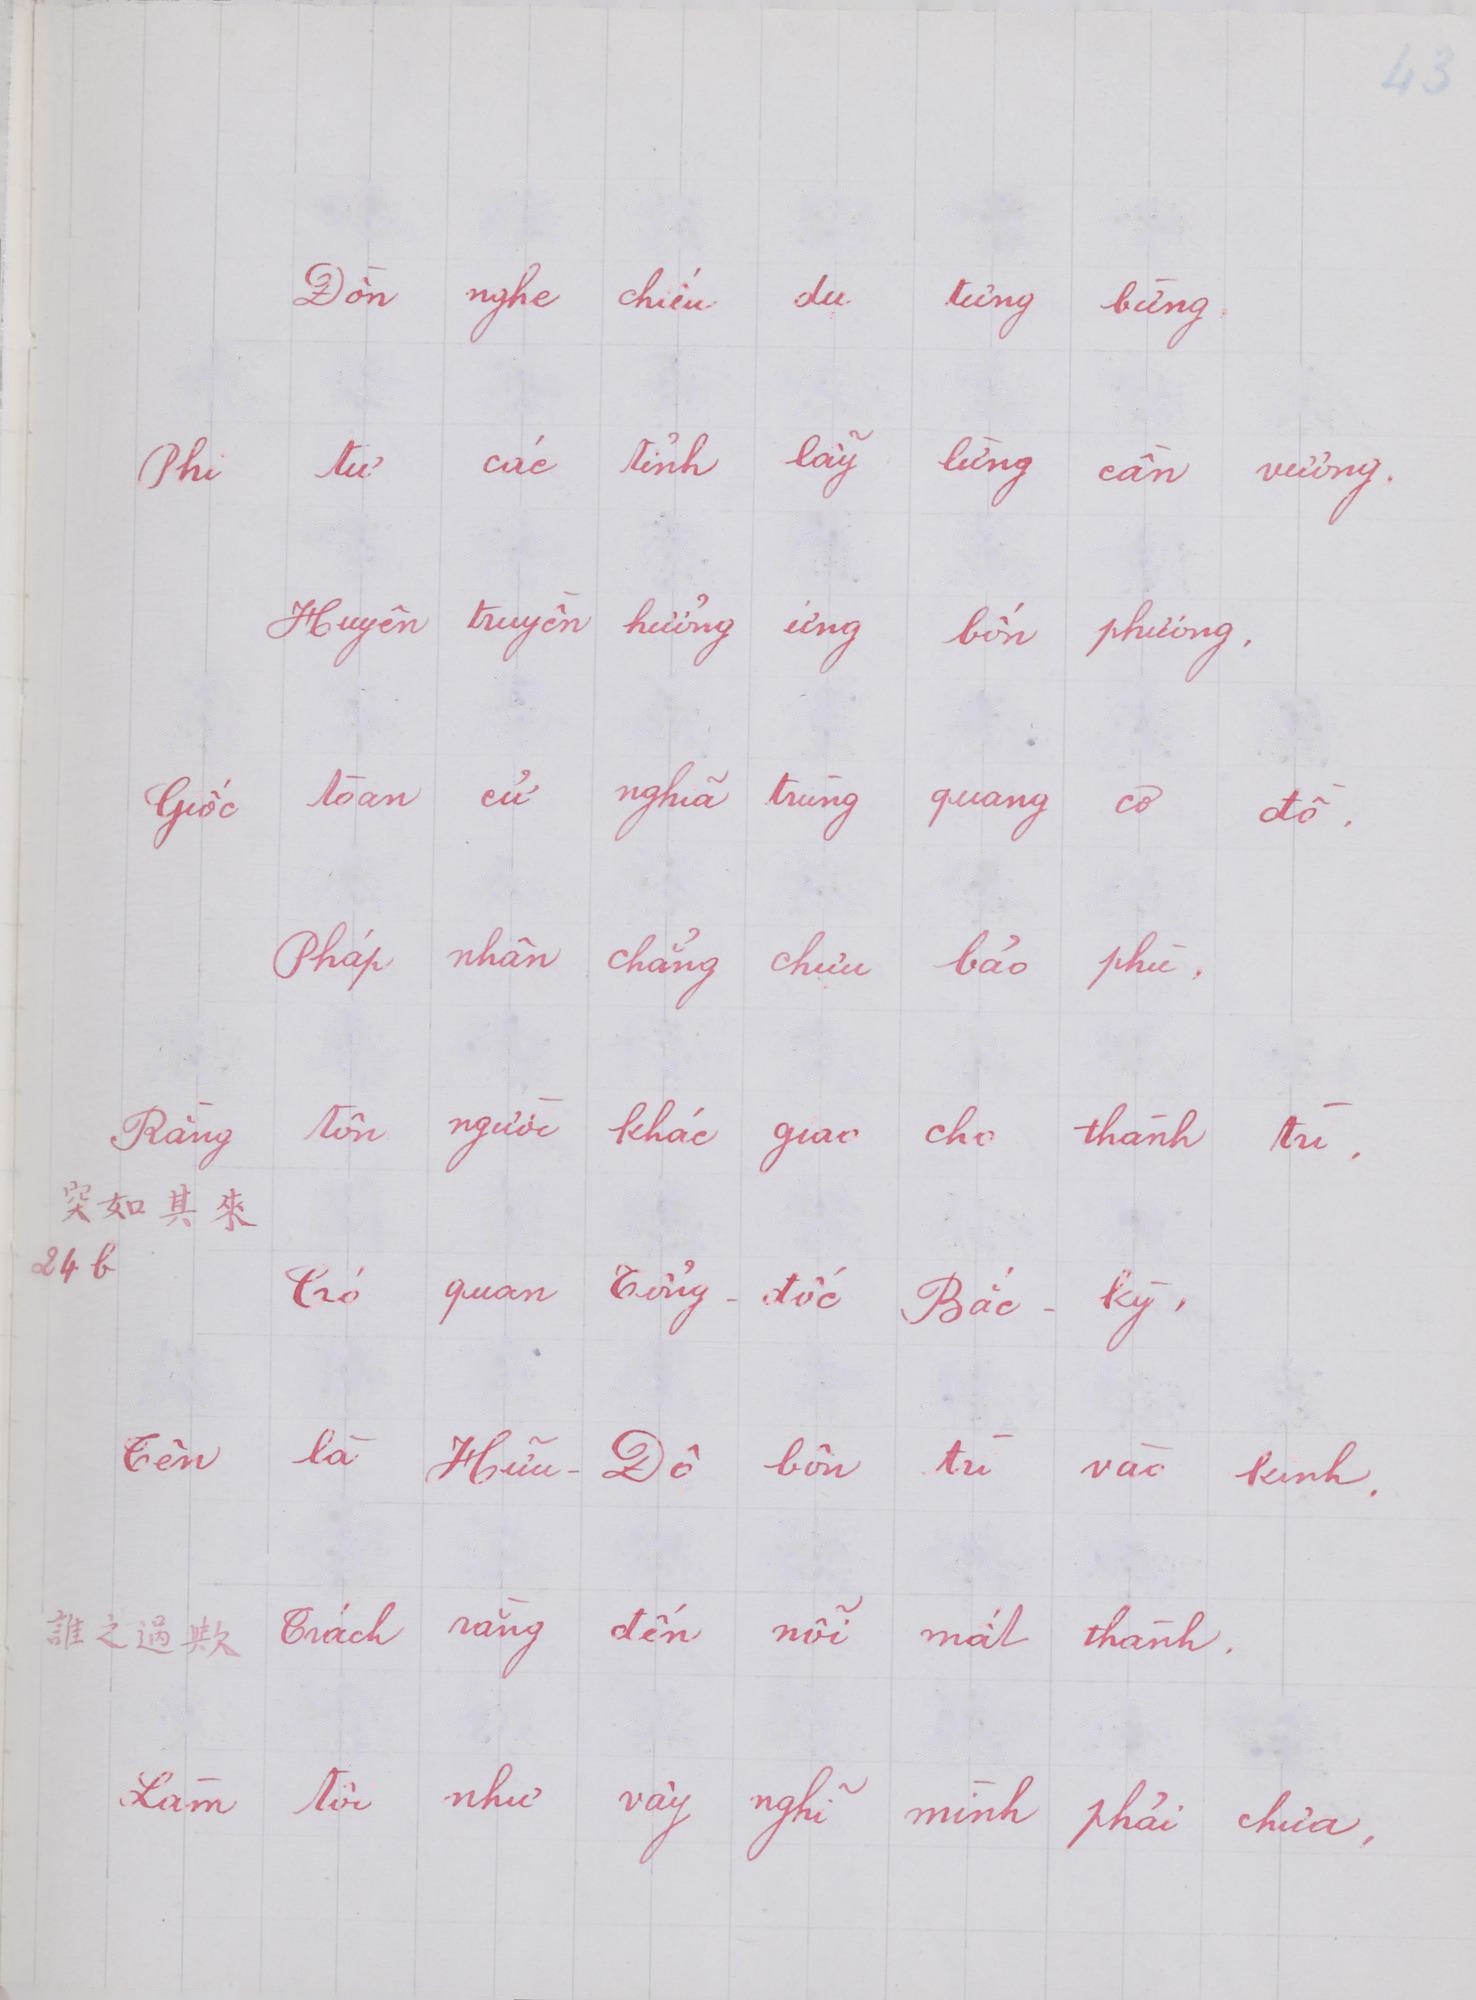 43
Đồn nghe chiếu dụ tưng bừng.
Phi tư các tỉnh lẫy lừng cần vương.
Huyên truyền hưởng ứng bốn phương,
Giốc toàn cử nghĩa trùng quang cơ đồ.
Pháp nhân chẳng chịu bảo phù,
Rằng tôn người khác giao cho thành trì.
突如其來
24 b
Có quan Tổng-đốc Bắc-kỳ,
Tên là Hữu-Độ bôn trì vào kinh.
誰之過歟 Trách rằng đến nỗi mất thành.
Làm tôi như vậy nghĩ mình phải chưa,